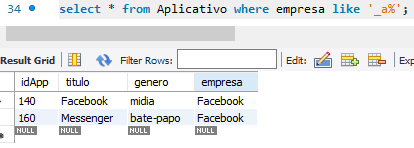 34 select * from Aplicativo where empresa like '_a%';
Result Grid Filter Rows: Edit:
idApp titulo genero empresa
140 Facebook midia Facebook
160 Messenger bate-papo Facebook
NULL NULL NULL NULL